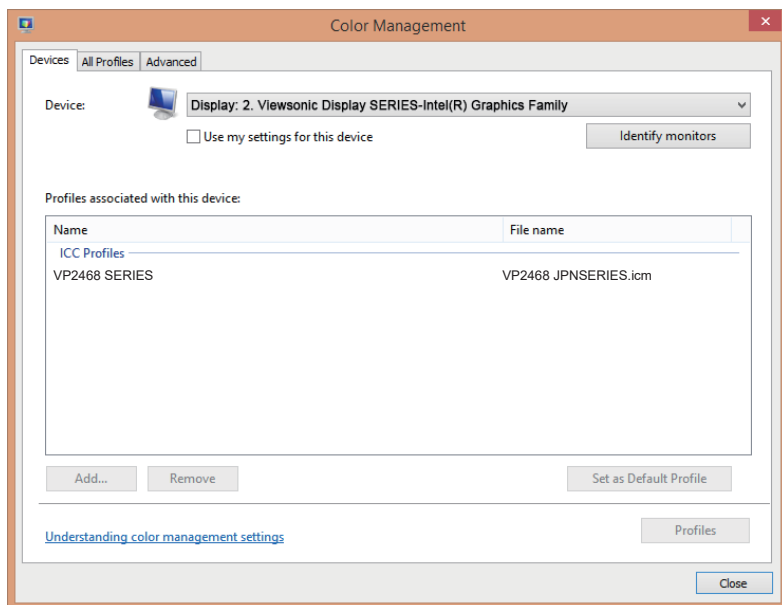 Color Management
Devices All Profiles Advanced
Device: Display: 2. Viewsonic Display SERIES-Intel(R) Graphics Family
Use my settings for this device Identify monitors
Profiles associated with this device:
Name File name
ICC Profiles
VP2468 SERIES VP2468 JPNSERIES.icm
Add... Remove Set as Default Profile
Understanding color management settings Profiles
Close